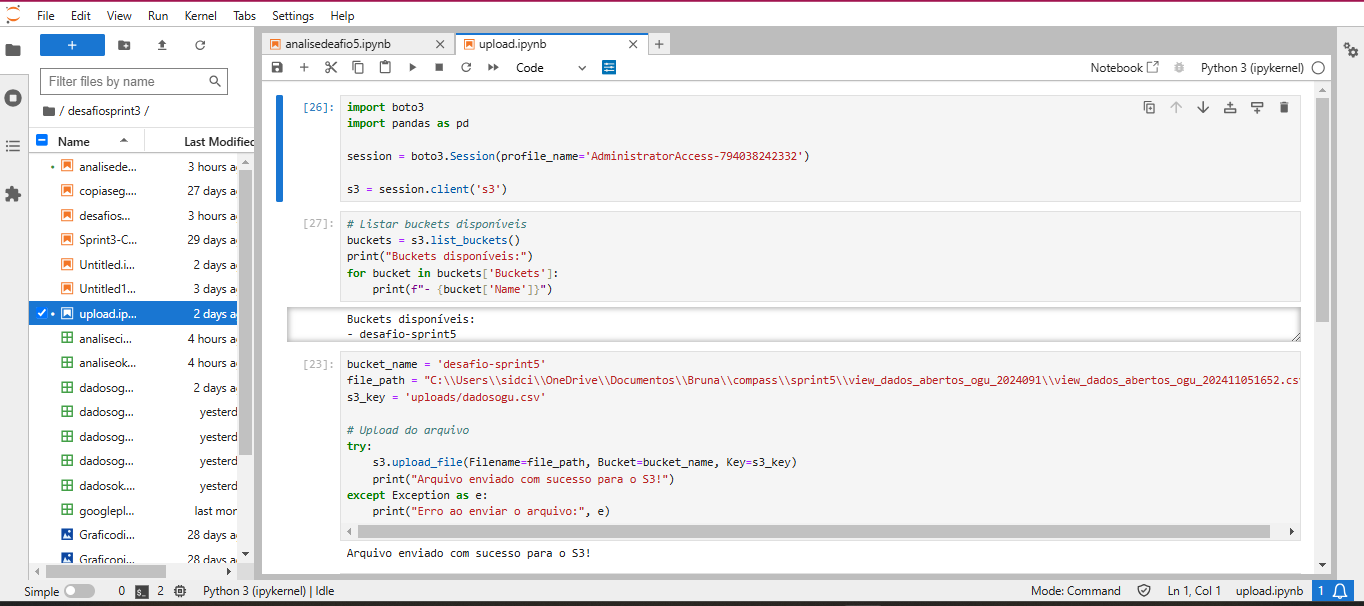 File Edit View Run Kernel Tabs Settings Help
Filter files by name
/ desafiosprint3 /
Name Last Modified
analisede... 3 hours a
copiaseg.... 27 days a
desafios... 3 hours a
Sprint3-C... 29 days a
Untitled.i... 2 days a
Untitled1... 3 days a
upload.ip... 2 days a
analiseci... 4 hours a
analiseok... 4 hours a
dadosog... 2 days a
dadosog... yesterd
dadosog... yesterd
dadosog... yesterd
dadosok.... yesterd
googlepl... last mor
Graficodi... 28 days a
Graficopi... 28 days a
analisedeafio5.ipynb
upload.ipynb
Code
Notebook
Python 3 (ipykernel)
[26]:
import boto3
import pandas as pd
session = boto3.Session(profile_name='AdministratorAccess-794038242332')
s3 = session.client('s3')
[27]:
# Listar buckets disponíveis
buckets = s3.list_buckets()
print("Buckets disponíveis:")
for bucket in buckets['Buckets']:
print(f"- {bucket['Name']}")
Buckets disponíveis:
- desafio-sprint5
[23]:
bucket_name = 'desafio-sprint5'
file_path = "C:\\Users\\sidci\\OneDrive\\Documentos\\Bruna\\compass\\sprint5\\view_dados_abertos_ogu_2024091\\view_dados_abertos_ogu_202411051652.csv
s3_key = 'uploads/dadosogu.csv'
# Upload do arquivo
try:
s3.upload_file(Filename=file_path, Bucket=bucket_name, Key=s3_key)
print("Arquivo enviado com sucesso para o S3!")
except Exception as e:
print("Erro ao enviar o arquivo:", e)
Arquivo enviado com sucesso para o S3!
Simple 0 2 Python 3 (ipykernel) | Idle Mode: Command Ln 1, Col 1 upload.ipynb 1